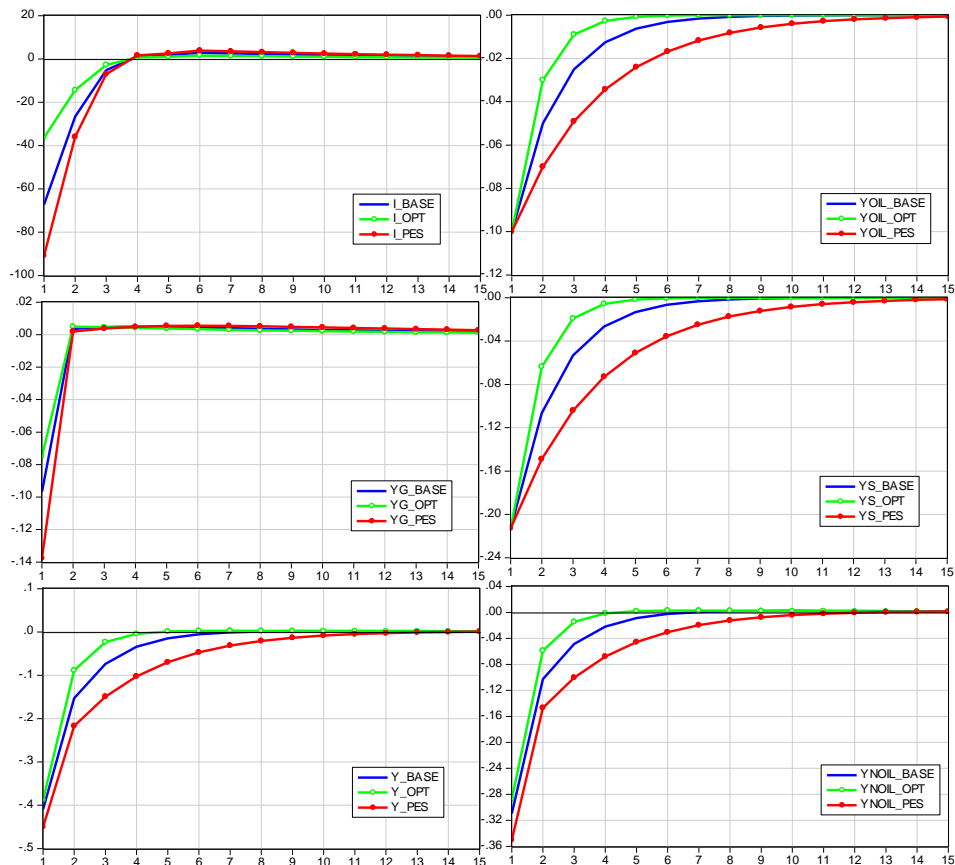 20
0
-20
-40
-60
-80
-100
1 2 3 4 5 6 7 8 9 10 11 12 13 14 15
I_BASE
I_OPT
I_PES
.00
-.02
-.04
-.06
-.08
-.10
-.12
1 2 3 4 5 6 7 8 9 10 11 12 13 14 15
YOIL_BASE
YOIL_OPT
YOIL_PES
.02
.00
-.02
-.04
-.06
-.08
-.10
-.12
-.14
1 2 3 4 5 6 7 8 9 10 11 12 13 14 15
YG_BASE
YG_OPT
YG_PES
.00
-.04
-.08
-.12
-.16
-.20
-.24
1 2 3 4 5 6 7 8 9 10 11 12 13 14 15
YS_BASE
YS_OPT
YS_PES
.1
.0
-.1
-.2
-.3
-.4
-.5
1 2 3 4 5 6 7 8 9 10 11 12 13 14 15
Y_BASE
Y_OPT
Y_PES
.04
.00
-.04
-.08
-.12
-.16
-.20
-.24
-.28
-.32
-.36
1 2 3 4 5 6 7 8 9 10 11 12 13 14 15
YNOIL_BASE
YNOIL_OPT
YNOIL_PES